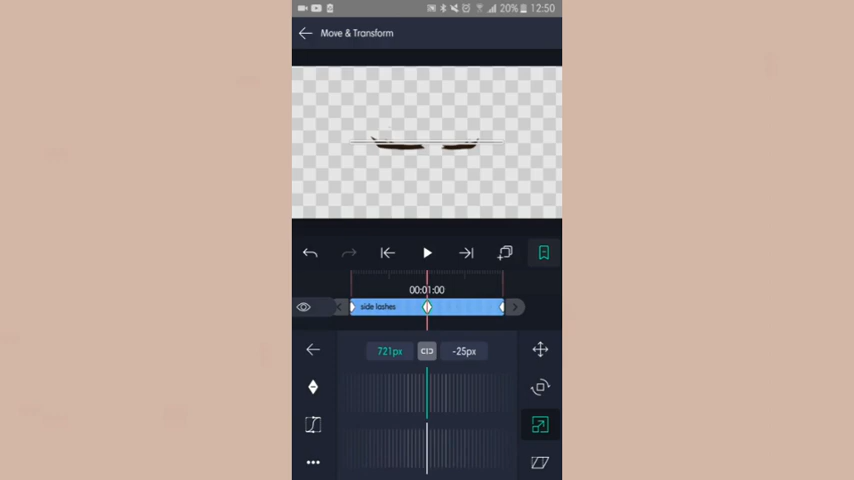 20% 12:50
Move & Transform
00:01:00
side lashes
721px
-25px